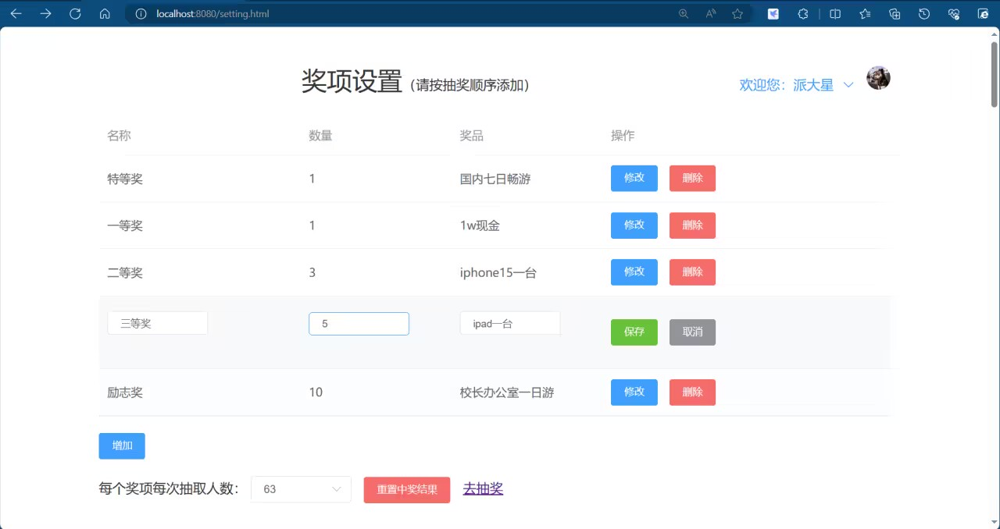 localhost:8080/setting.html
奖项设置（请按抽奖顺序添加）
欢迎您：派大星
名称 数量 奖品 操作
特等奖 1 国内七日畅游 修改 删除
一等奖 1 1w现金 修改 删除
二等奖 3 iphone15一台 修改 删除
三等奖 5 ipad一台 保存 取消
励志奖 10 校长办公室一日游 修改 删除
增加
每个奖项每次抽取人数： 63 重置中奖结果 去抽奖